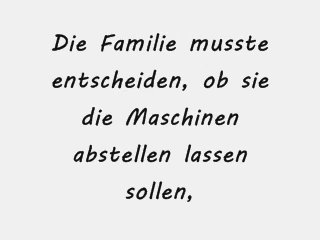 Die Familie musste
entscheiden, ob sie
die Maschinen
abstellen lassen
sollen,